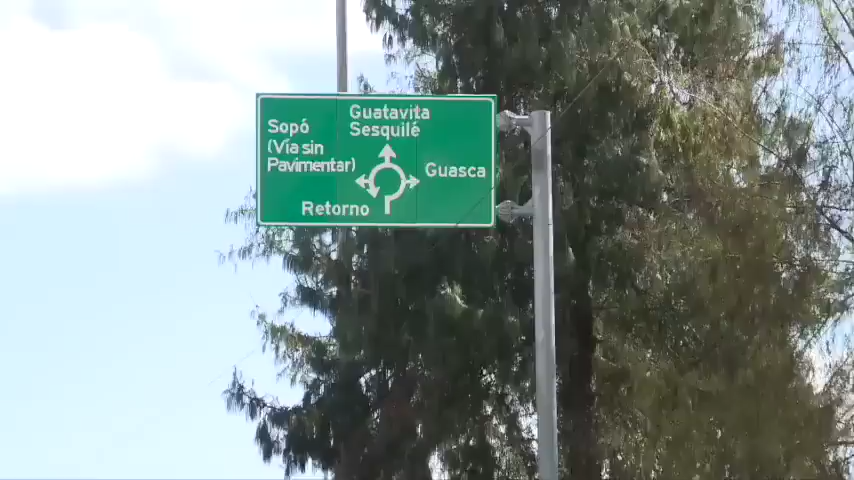 Guatavita
Sesquilé
Sopó
(Vía sin
Pavimentar)
Guasca
Retorno